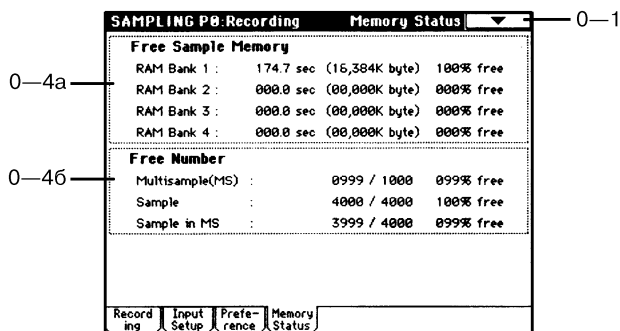 SAMPLING P0:Recording Memory Status
0—1
Free Sample Memory
RAM Bank 1 : 174.7 sec (16,384K byte) 100% free
0—4a
RAM Bank 2 : 000.0 sec (00,000K byte) 000% free
RAM Bank 3 : 000.0 sec (00,000K byte) 000% free
RAM Bank 4 : 000.0 sec (00,000K byte) 000% free
Free Number
0—4б
Multisample(MS) : 0999 / 1000 099% free
Sample : 4000 / 4000 100% free
Sample in MS : 3999 / 4000 099% free
Record Input Prefe- Memory
ing Setup rence Status